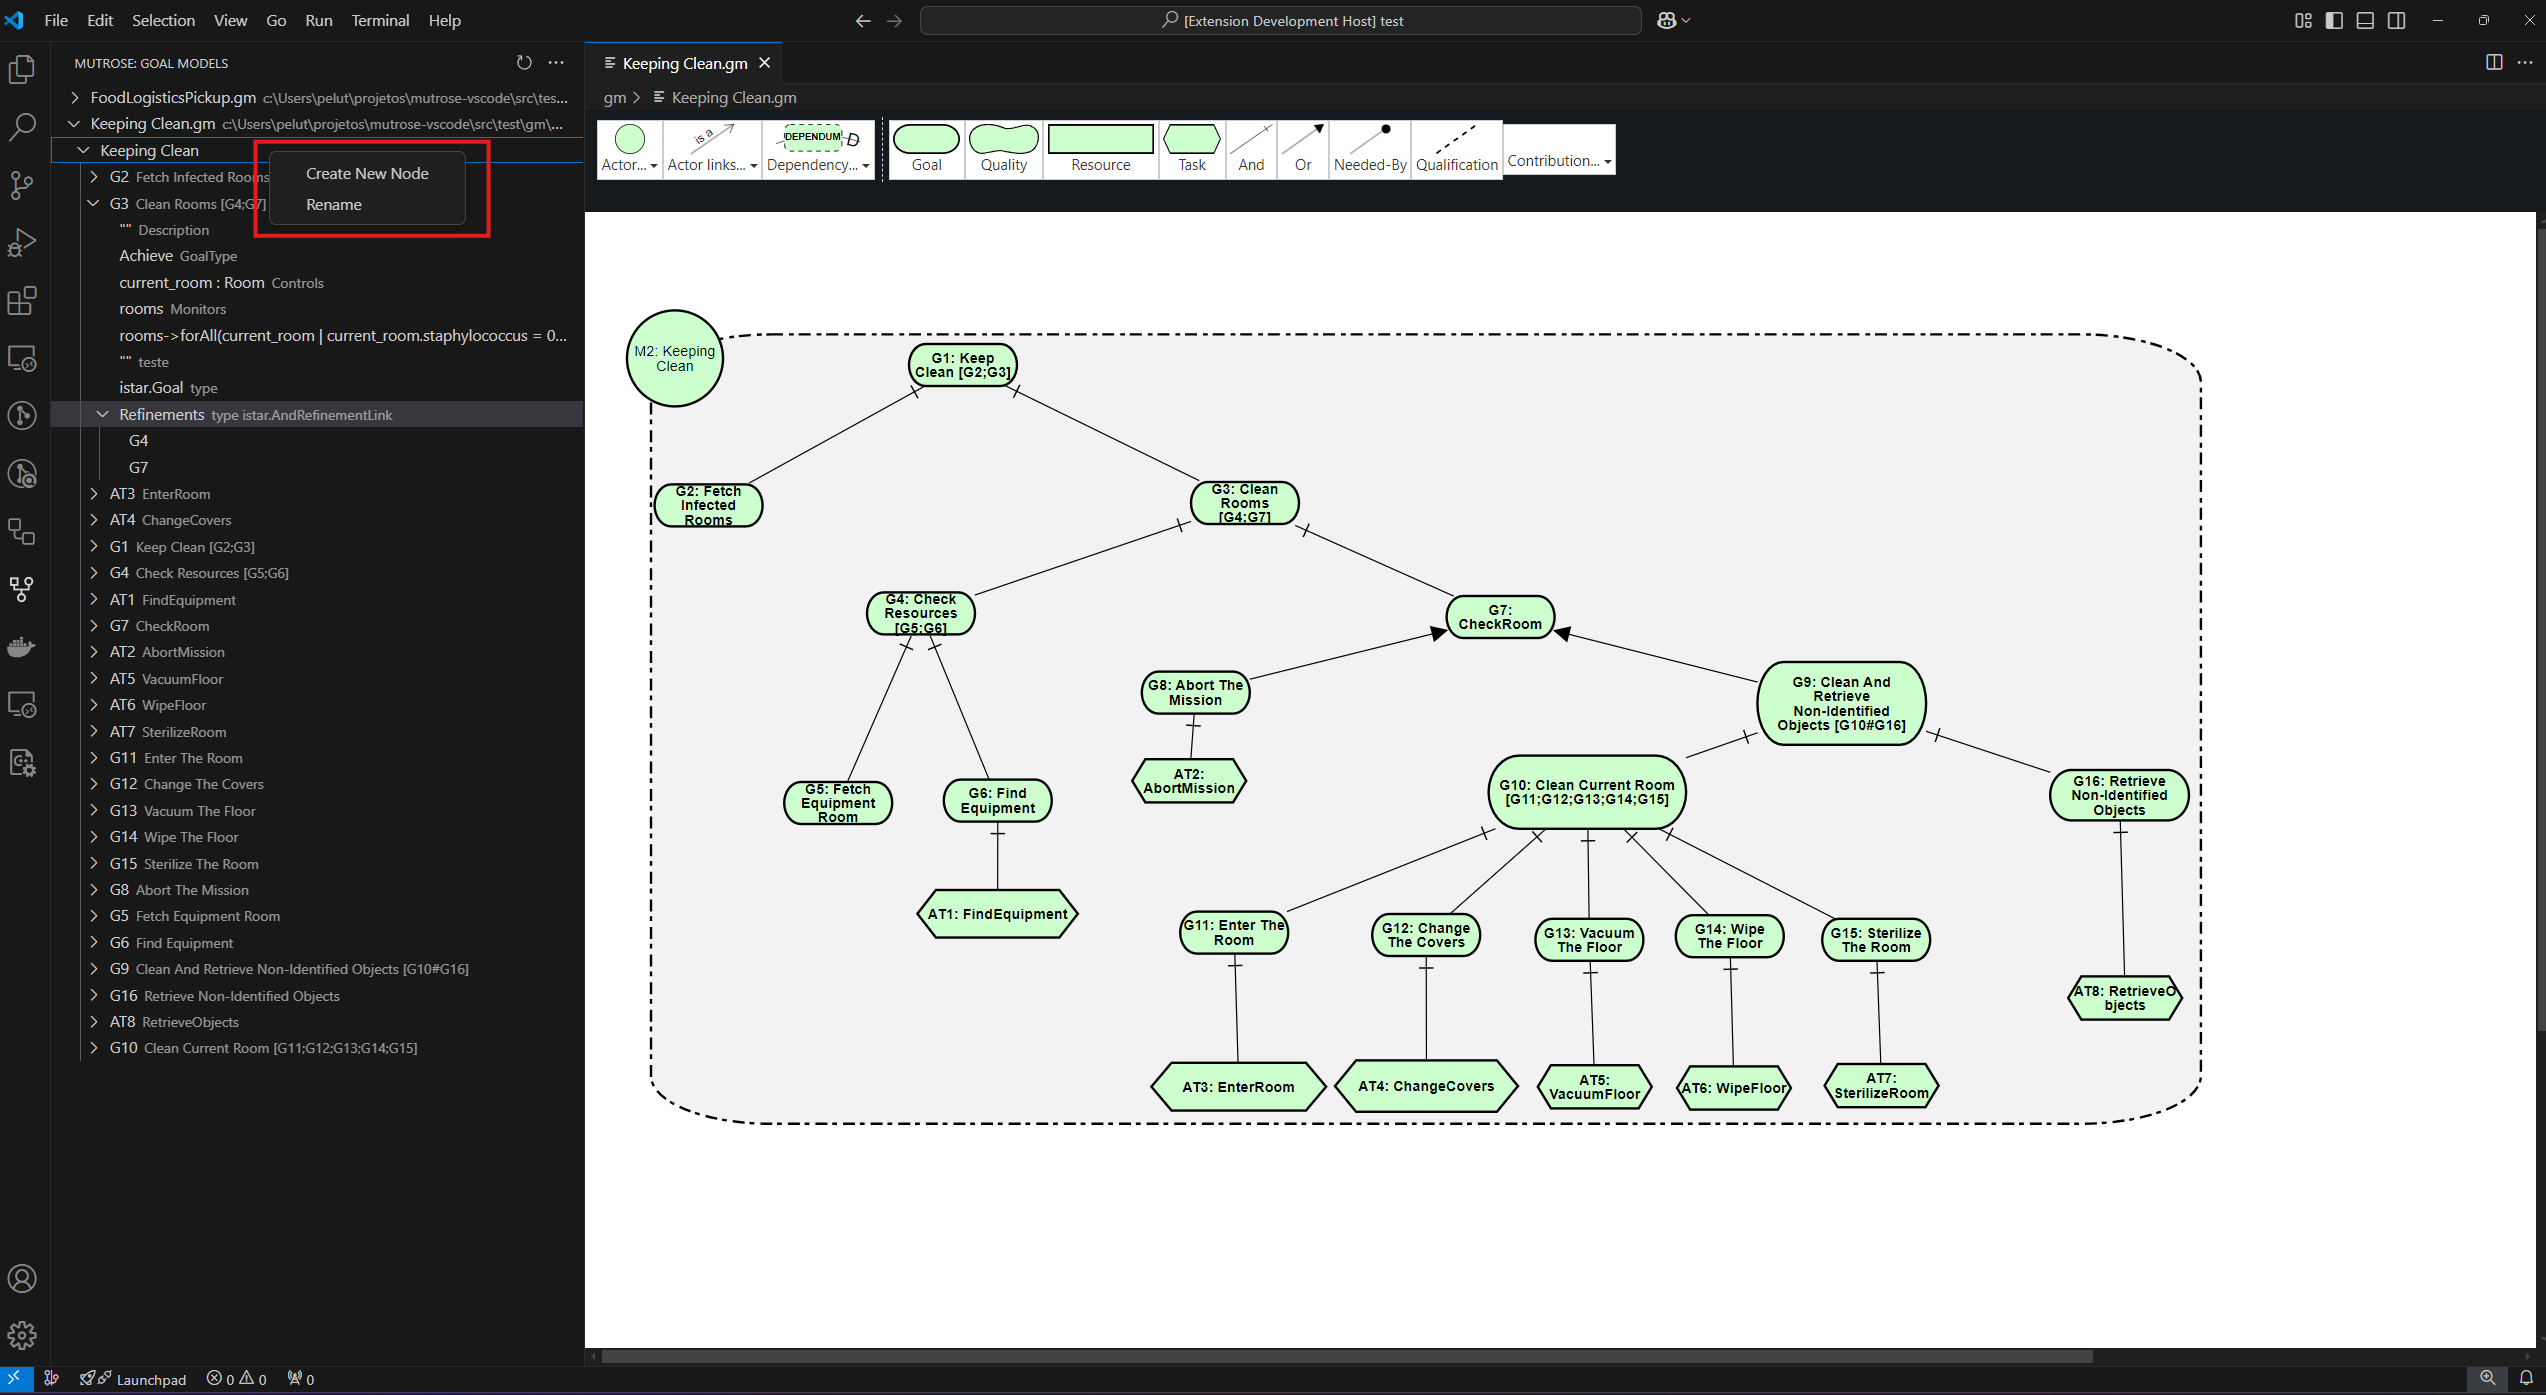 File Edit Selection View Go Run Terminal Help
[Extension Development Host] test
MUTROSE: GOAL MODELS
FoodLogisticsPickup.gm c:\Users\pelut\projetos\mutrose-vscode\src\tes...
Keeping Clean.gm c:\Users\pelut\projetos\mutrose-vscode\src\test\gm\...
Keeping Clean
G2 Fetch Infected Rooms
G3 Clean Rooms [G4;G7]
Create New Node
Rename
"" Description
Achieve GoalType
current_room : Room Controls
rooms Monitors
rooms->forAll(current_room | current_room.staphylococcus = 0...
"" teste
istar.Goal type
Refinements type istar.AndRefinementLink
G4
G7
AT3 EnterRoom
AT4 ChangeCovers
G1 Keep Clean [G2;G3]
G4 Check Resources [G5;G6]
AT1 FindEquipment
G7 CheckRoom
AT2 AbortMission
AT5 VacuumFloor
AT6 WipeFloor
AT7 SterilizeRoom
G11 Enter The Room
G12 Change The Covers
G13 Vacuum The Floor
G14 Wipe The Floor
G15 Sterilize The Room
G8 Abort The Mission
G5 Fetch Equipment Room
G6 Find Equipment
G9 Clean And Retrieve Non-Identified Objects [G10#G16]
G16 Retrieve Non-Identified Objects
AT8 RetrieveObjects
G10 Clean Current Room [G11;G12;G13;G14;G15]
Keeping Clean.gm
gm > Keeping Clean.gm
is a
DEPENDUM D
Actor... Actor links... Dependency... Goal Quality Resource Task And Or Needed-By Qualification Contribution...
M2: Keeping
Clean
G1: Keep
Clean [G2;G3]
G2: Fetch
Infected
Rooms
G3: Clean
Rooms
[G4;G7]
G4: Check
Resources
[G5;G6]
G7:
CheckRoom
G8: Abort The
Mission
G9: Clean And
Retrieve
Non-Identified
Objects [G10#G16]
AT2:
AbortMission
G10: Clean Current Room
[G11;G12;G13;G14;G15]
G16: Retrieve
Non-Identified
Objects
G5: Fetch
Equipment
Room
G6: Find
Equipment
AT1: FindEquipment
G11: Enter The
Room
G12: Change
The Covers
G13: Vacuum
The Floor
G14: Wipe
The Floor
G15: Sterilize
The Room
AT8: RetrieveO
bjects
AT3: EnterRoom
AT4: ChangeCovers
AT5:
VacuumFloor
AT6: WipeFloor
AT7:
SterilizeRoom
Launchpad 0 0 0